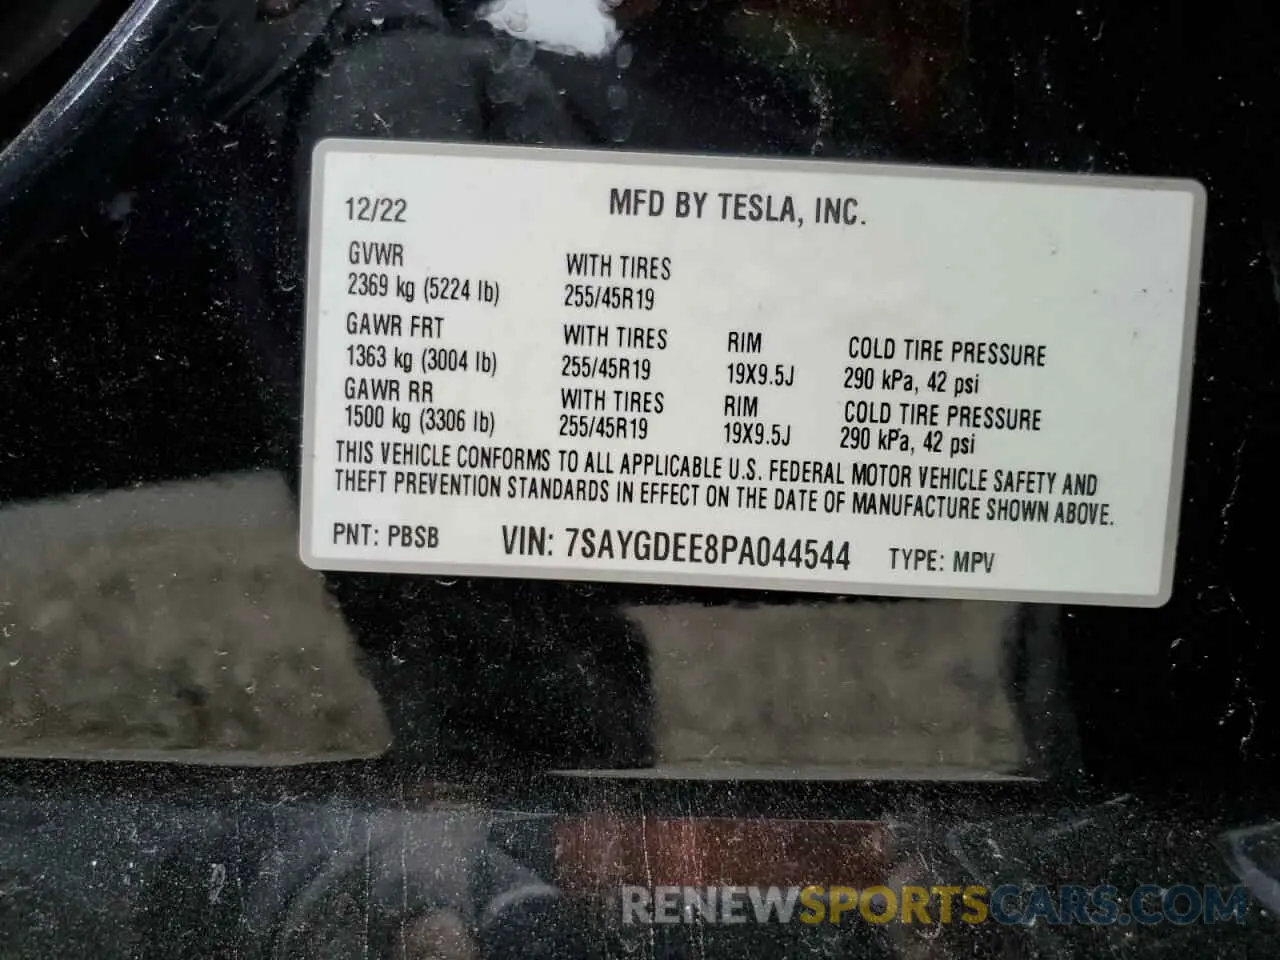 12/22 MFD BY TESLA, INC.
GVWR WITH TIRES
2369 kg (5224 lb) 255/45R19
GAWR FRT WITH TIRES RIM COLD TIRE PRESSURE
1363 kg (3004 lb) 255/45R19 19X9.5J 290 kPa, 42 psi
GAWR RR WITH TIRES RIM COLD TIRE PRESSURE
1500 kg (3306 lb) 255/45R19 19X9.5J 290 kPa, 42 psi
THIS VEHICLE CONFORMS TO ALL APPLICABLE U.S. FEDERAL MOTOR VEHICLE SAFETY AND
THEFT PREVENTION STANDARDS IN EFFECT ON THE DATE OF MANUFACTURE SHOWN ABOVE.
PNT: PBSB VIN: 7SAYGDEE8PA044544 TYPE: MPV
RENEWSPORTSCARS.COM